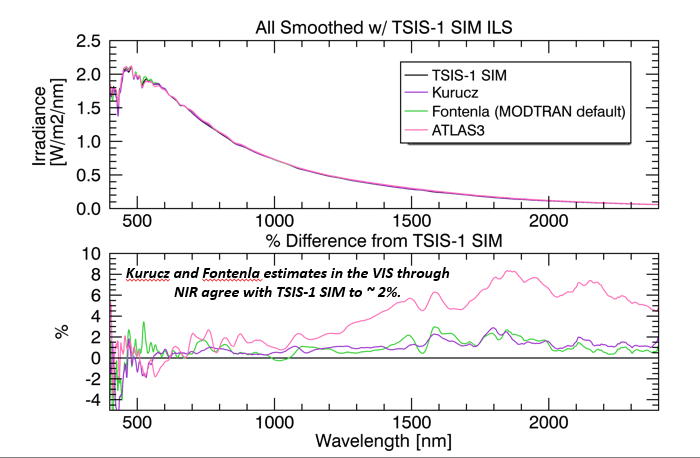 All Smoothed w/ TSIS-1 SIM ILS
2.5
2.0
1.5
1.0
0.5
0.0
Irradiance
[W/m2/nm]
TSIS-1 SIM
Kurucz
Fontenla (MODTRAN default)
ATLAS3
500
1000
1500
2000
% Difference from TSIS-1 SIM
10
8
6
4
2
0
-2
-4
%
Kurucz and Fontenla estimates in the VIS through
NIR agree with TSIS-1 SIM to ~ 2%.
500
1000
1500
2000
Wavelength [nm]